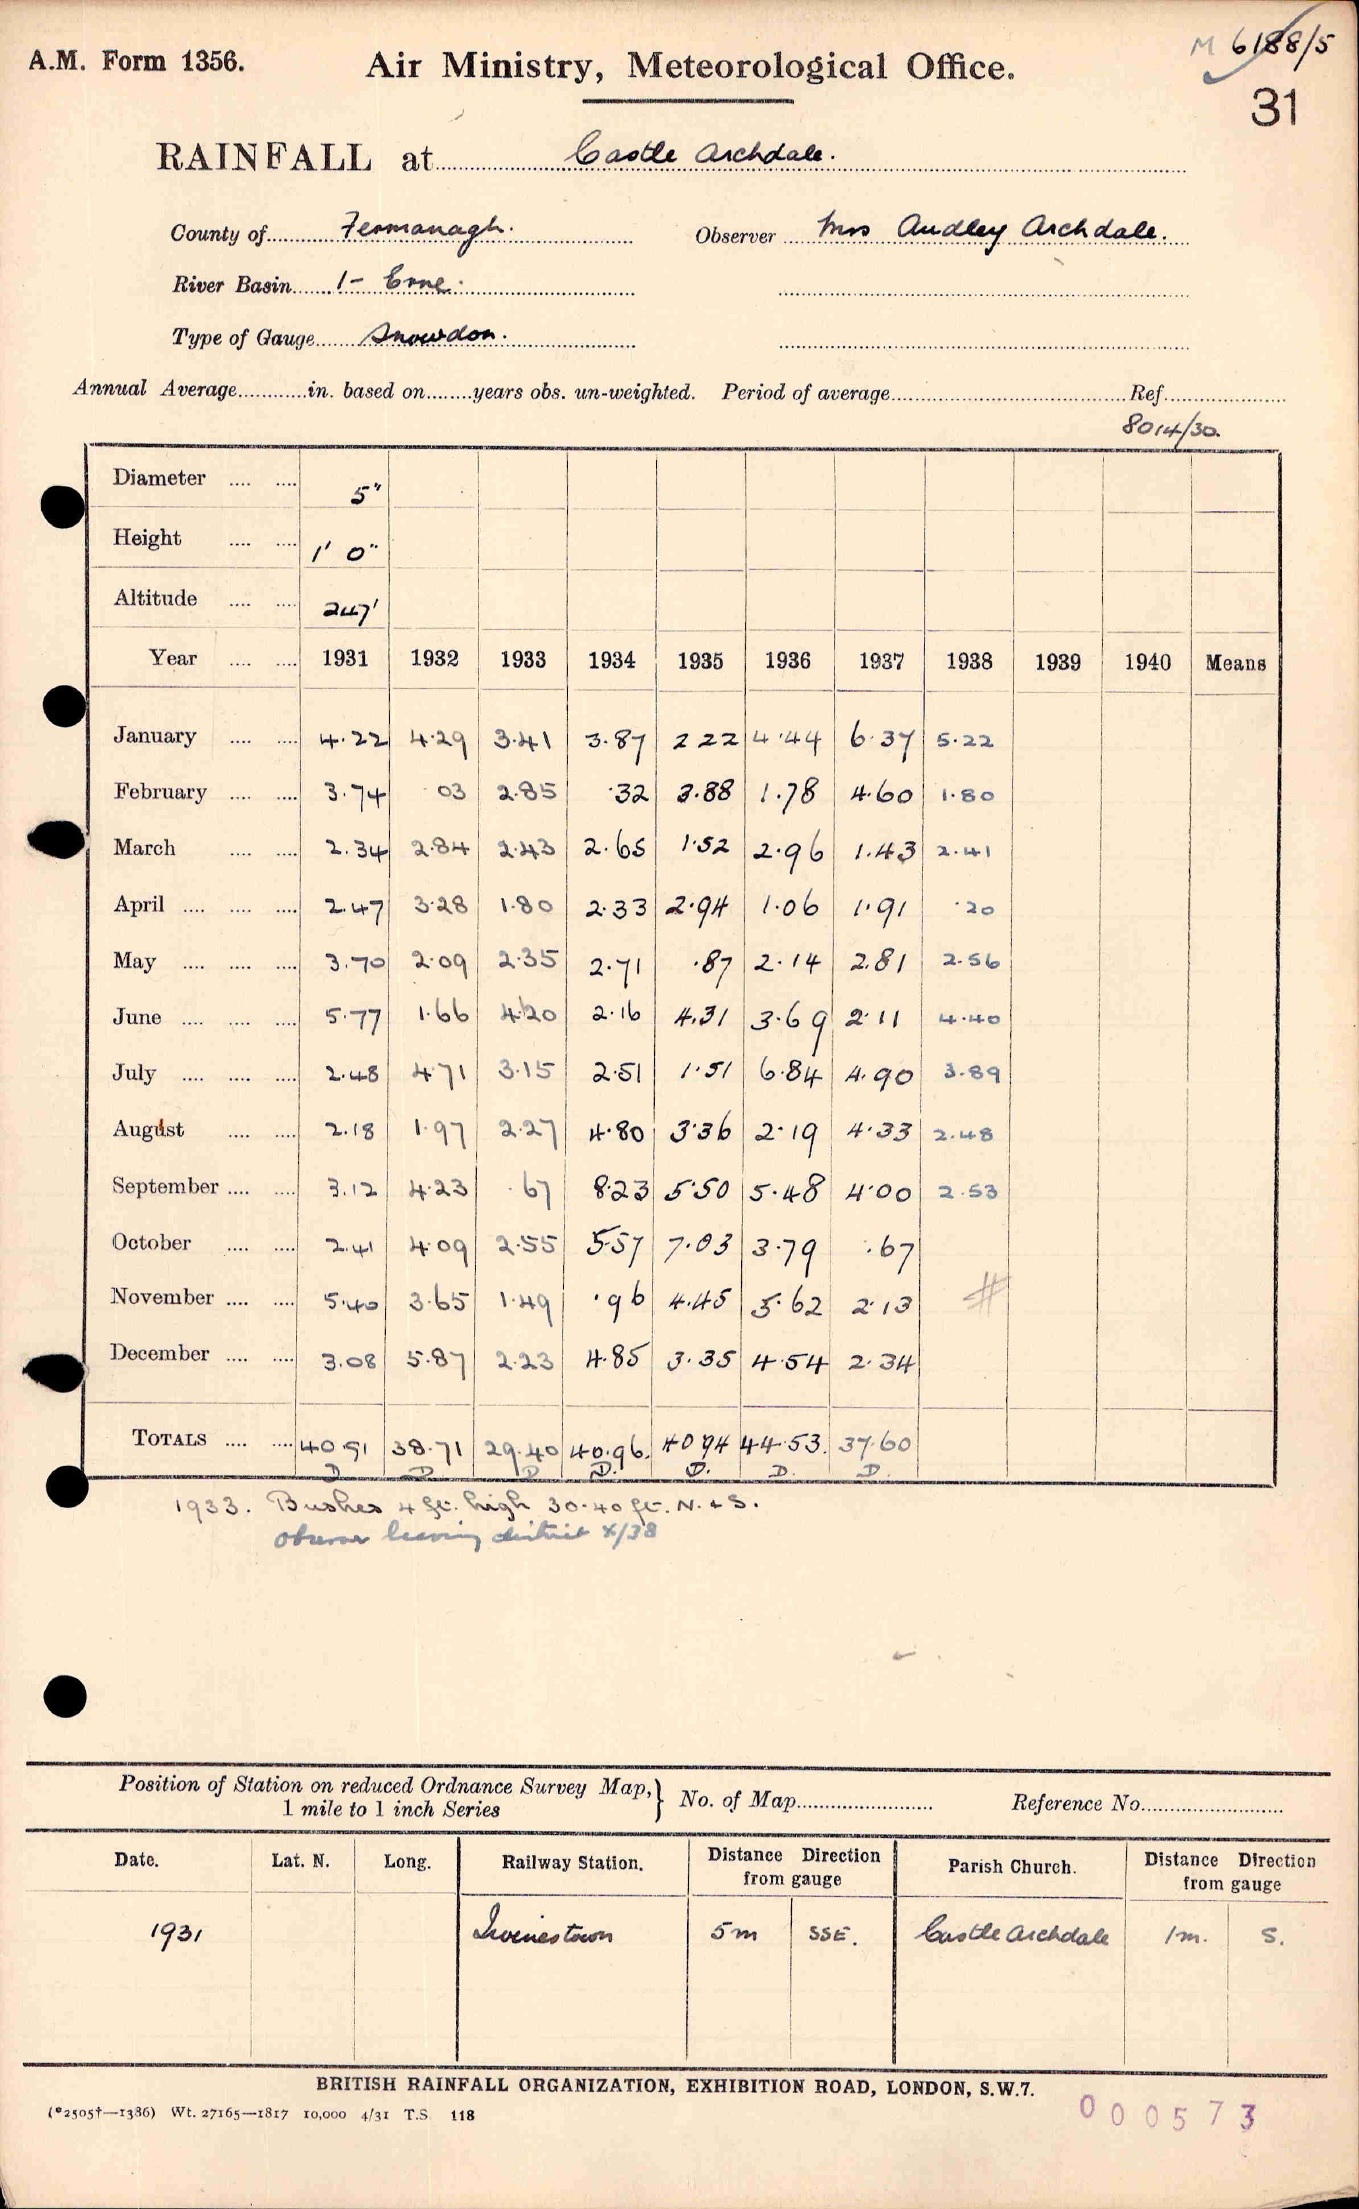 M 6188/5
A.M. Form 1356. Air Ministry, Meteorological Office.
31
RAINFALL at Castle Archdale.
County of Fermanagh. Observer Mrs Audley Archdale.
River Basin 1- Erne.
Type of Gauge Snowdon.
Annual Average............in. based on........years obs. un-weighted. Period of average.................... Ref....................
8014/30.
Diameter .... .... 5"
Height .... .... 1' 0"
Altitude .... .... 247'
Year .... .... 1931 1932 1933 1934 1935 1936 1937 1938 1939 1940 Means
January .... .... 4.22 4.29 3.41 3.87 2 22 4.44 6.37 5.22
February .... .... 3.74 03 2.85 .32 3.88 1.78 4.60 1.80
March .... .... 2.34 2.84 2.43 2.65 1.52 2.96 1.43 2.41
April .... .... .... 2.47 3.28 1.80 2.33 2.94 1.06 1.91 .20
May .... .... .... 3.70 2.09 2.35 2.71 .87 2.14 2.81 2.56
June .... .... .... 5.77 1.66 4.20 2.16 4.31 3.69 2.11 4.40
July .... .... .... 2.48 4.71 3.15 2.51 1.51 6.84 4.90 3.89
August .... .... 2.18 1.97 2.27 4.80 3.36 2.19 4.33 2.48
September .... .... 3.12 4.23 .67 8.23 5.50 5.48 4.00 2.53
October .... .... 2.41 4.09 2.55 5.57 7.03 3.79 .67
November .... .... 5.40 3.65 1.49 .96 4.45 5.62 2.13 #
December .... .... 3.08 5.87 2.23 4.85 3.35 4.54 2.34
TOTALS .... .... 40.91 38.71 29.40 40.96. 40 94 44.53. 37.60
D D D D. D. D. D.
1933. Bushes 4 ft. high 30-40 ft. N. & S.
Observer leaving district X/38
Position of Station on reduced Ordnance Survey Map, } No. of Map........................ Reference No.........................
1 mile to 1 inch Series
Date. Lat. N. Long. Railway Station. Distance Direction from gauge Parish Church. Distance Direction from gauge
1931 Irvinestown 5 m SSE. Castle Archdale 1 m. S.
BRITISH RAINFALL ORGANIZATION, EXHIBITION ROAD, LONDON, S.W.7.
(*2505†—1386) Wt. 27165—1817 10,000 4/31 T.S. 118
000573